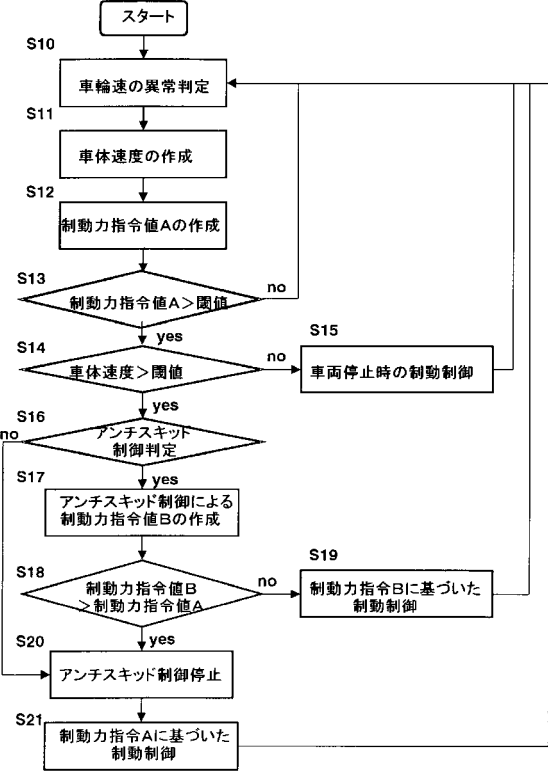 スタート
S10
車輪速の異常判定
S11
車体速度の作成
S12
制動力指令値Aの作成
S13
制動力指令値A>閾値
no
yes
S14
車体速度>閾値
no
S15
車両停止時の制動制御
yes
S16
アンチスキッド
制御判定
no
yes
S17
アンチスキッド制御による
制動力指令値Bの作成
S18
制動力指令値B
>制動力指令値A
no
S19
制動力指令Bに基づいた
制動制御
yes
S20
アンチスキッド制御停止
S21
制動力指令Aに基づいた
制動制御